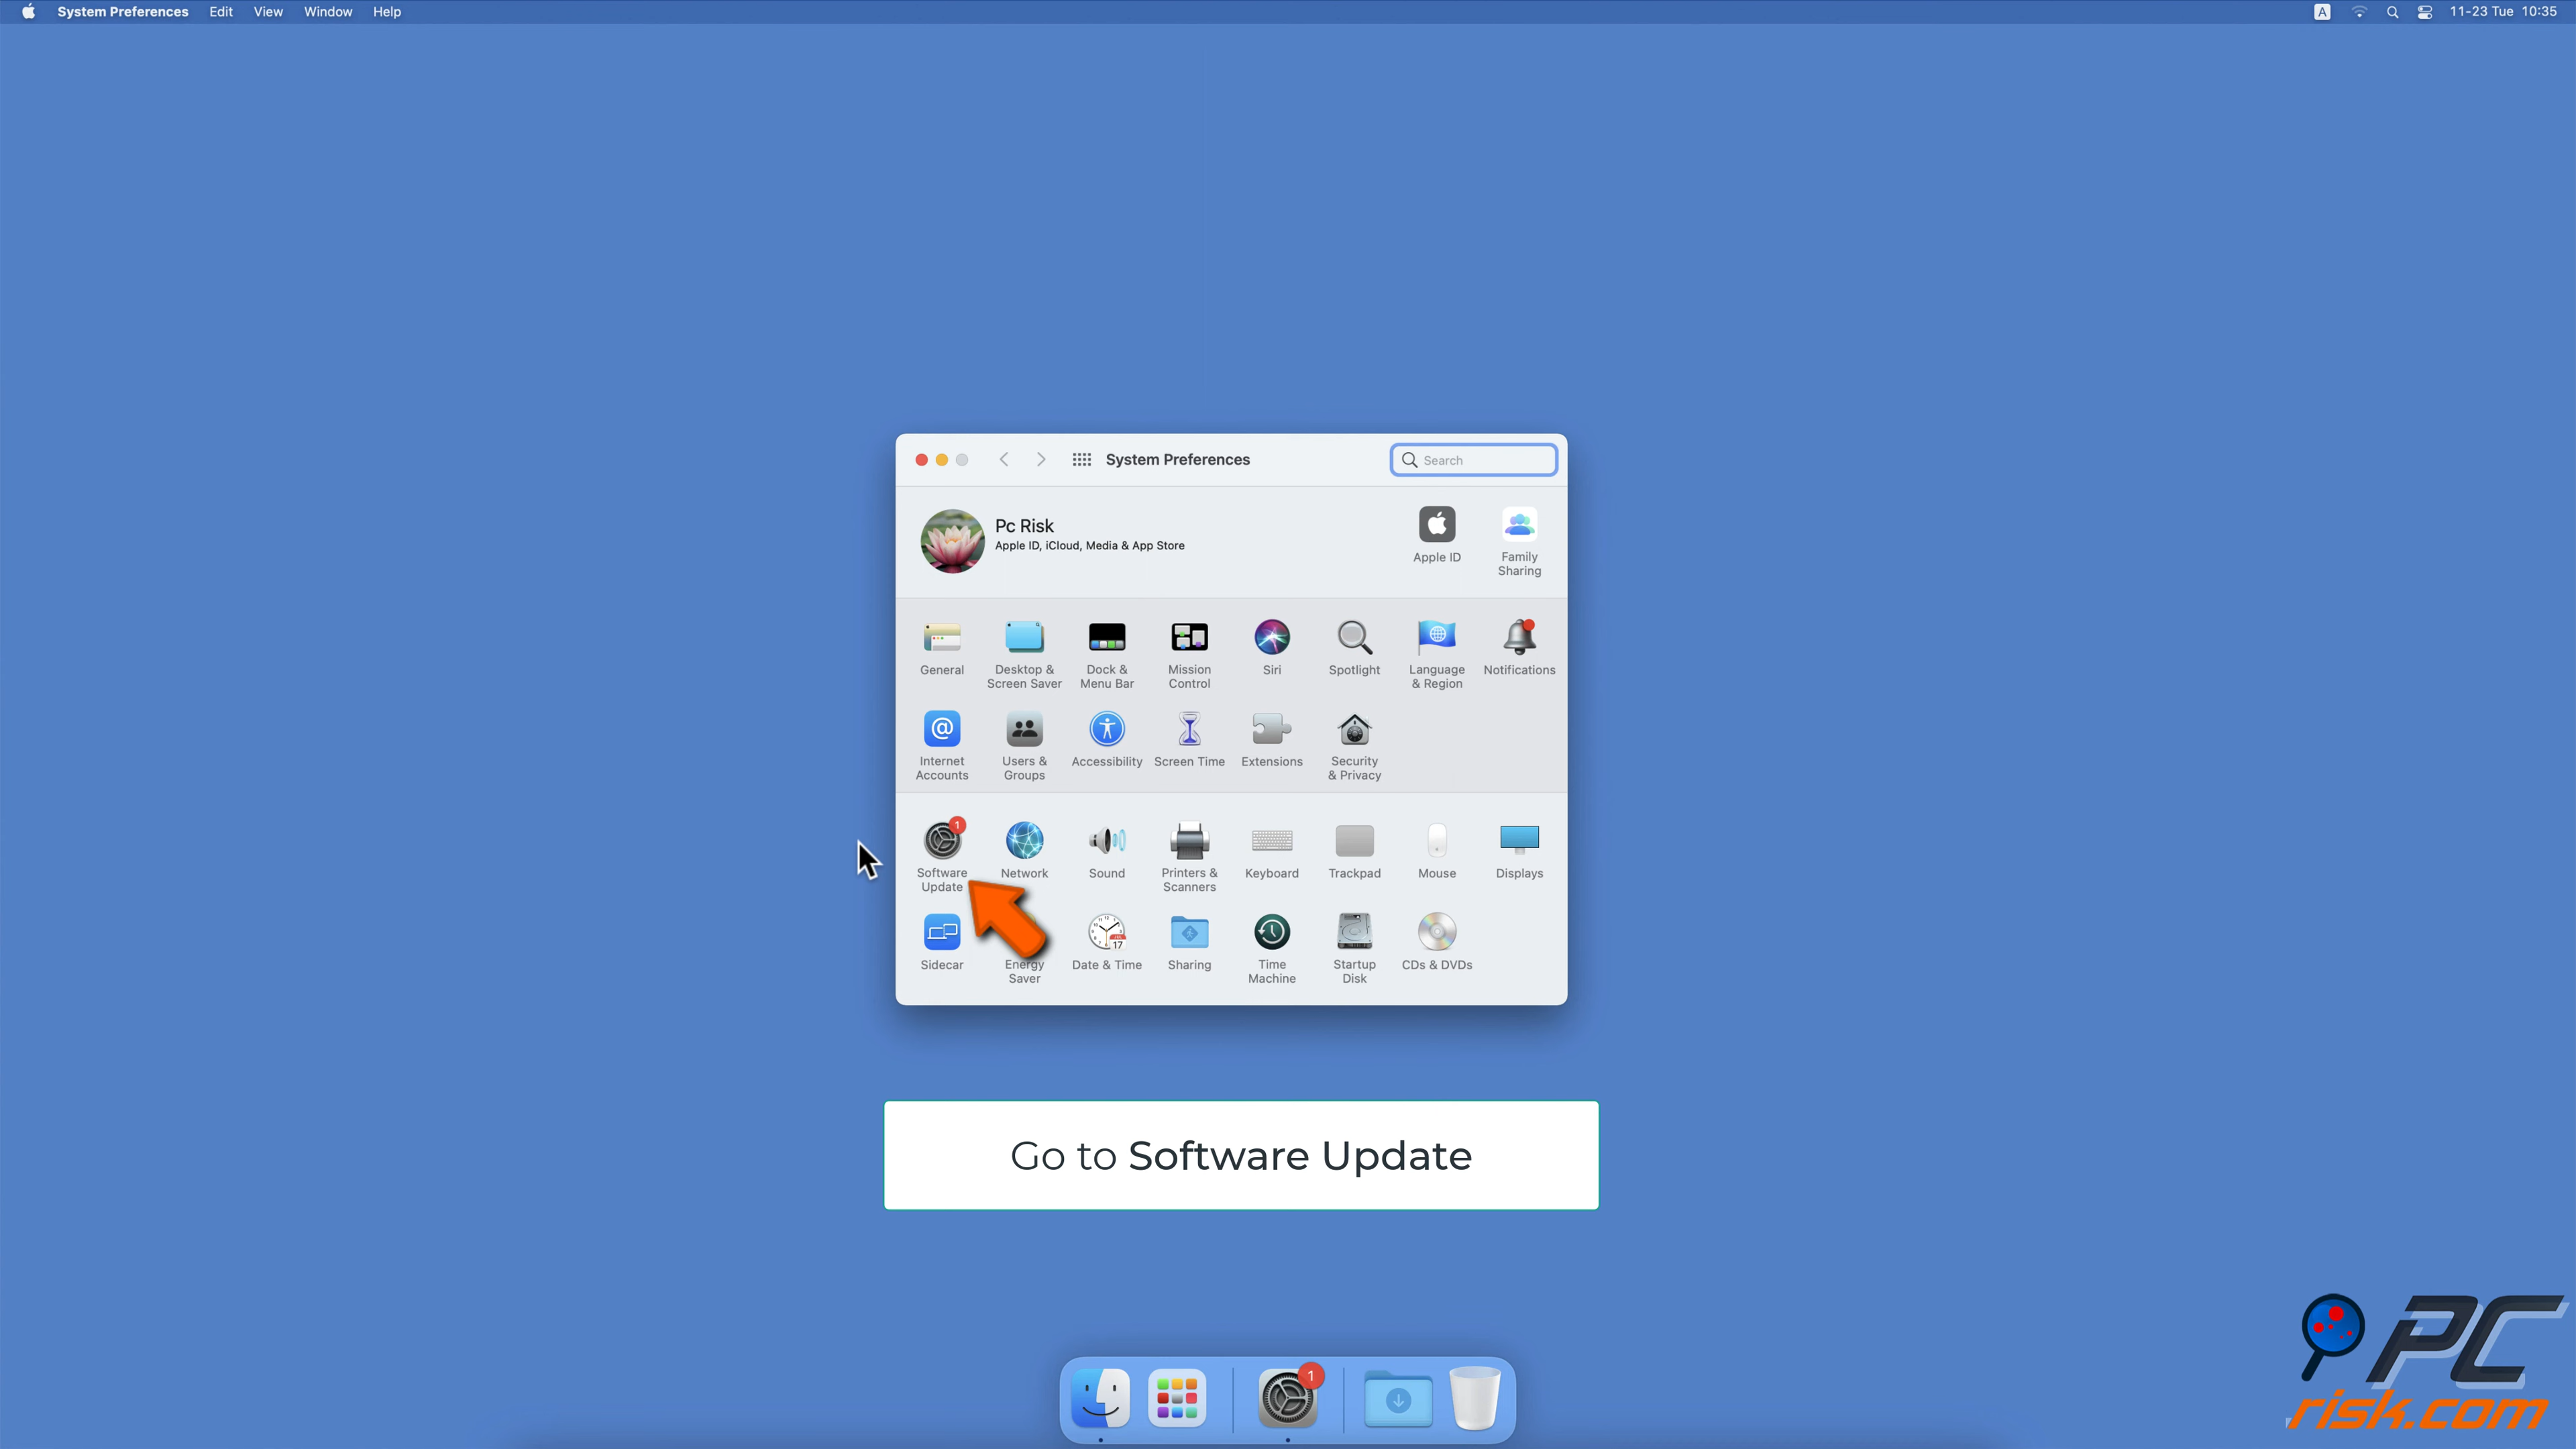 System Preferences Edit View Window Help
A 11-23 Tue 10:35
System Preferences
Search
Pc Risk
Apple ID, iCloud, Media & App Store
Apple ID
Family
Sharing
General
Desktop &
Screen Saver
Dock &
Menu Bar
Mission
Control
Siri
Spotlight
Language
& Region
Notifications
@
Internet
Accounts
Users &
Groups
Accessibility
Screen Time
Extensions
Security
& Privacy
1
Software
Update
Network
Sound
Printers &
Scanners
Keyboard
Trackpad
Mouse
Displays
Sidecar
Energy
Saver
17
Date & Time
Sharing
Time
Machine
Startup
Disk
CDs & DVDs
Go to Software Update
1
PC
risk.com